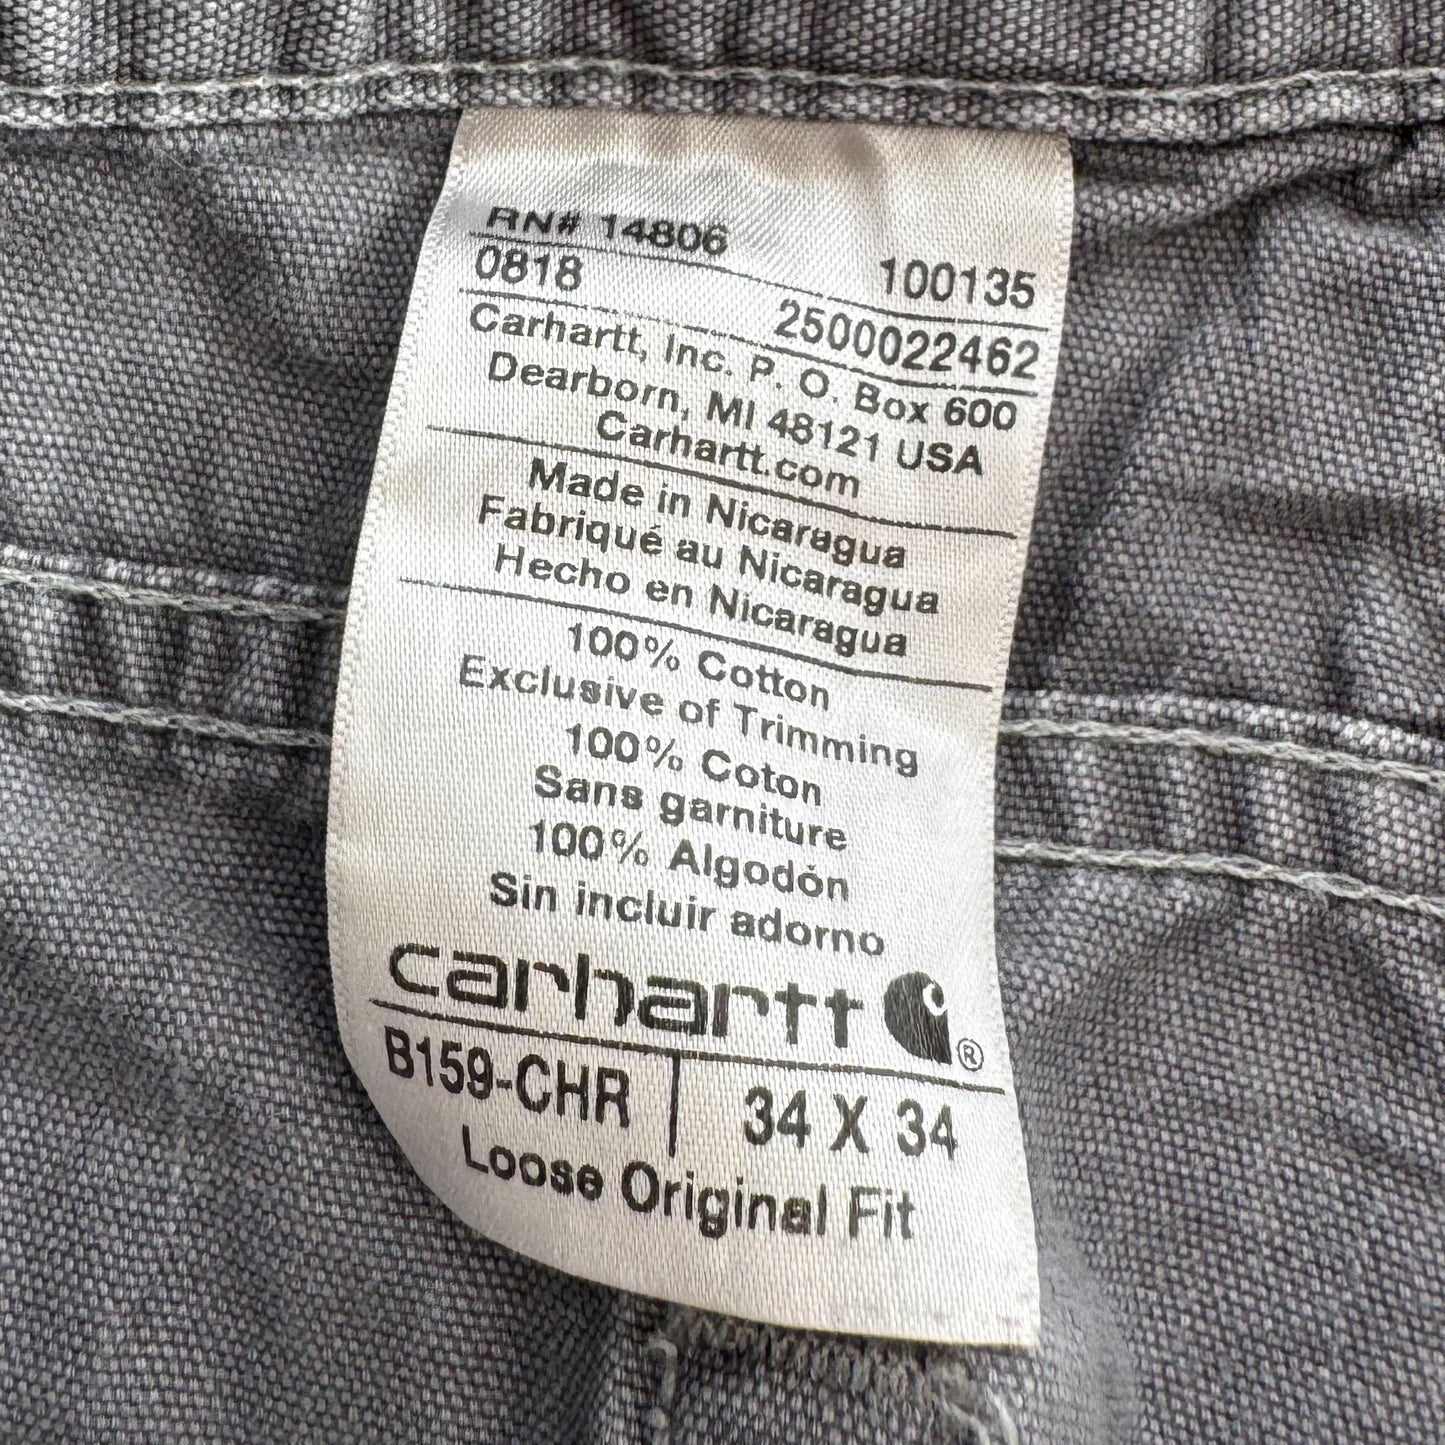 RN# 14806
100135
0818
2500022462
Carhartt, Inc. P. O. Box 600
Dearborn, MI 48121 USA
Carhartt.com
Made in Nicaragua
Fabriqué au Nicaragua
Hecho en Nicaragua
100% Cotton
Exclusive of Trimming
100% Coton
Sans garniture
100% Algodón
Sin incluir adorno
carhartt ®
B159-CHR | 34 X 34
Loose Original Fit